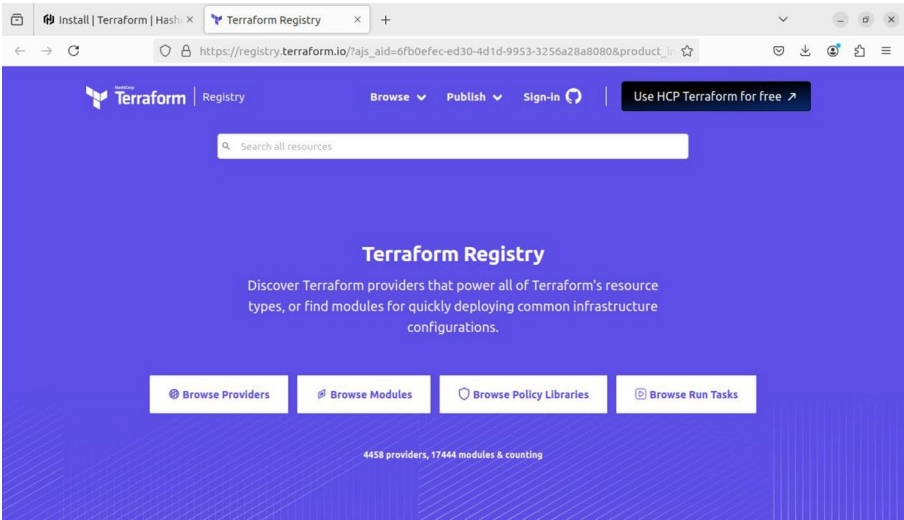 Install | Terraform | Hash
Terraform Registry
https://registry.terraform.io/?ajs_aid=6fb0efec-ed30-4d1d-9953-3256a28a8080&product_in
HashiCorp
Terraform | Registry
Browse
Publish
Sign-in
Use HCP Terraform for free
Search all resources
Terraform Registry
Discover Terraform providers that power all of Terraform's resource
types, or find modules for quickly deploying common infrastructure
configurations.
Browse Providers
Browse Modules
Browse Policy Libraries
Browse Run Tasks
4458 providers, 17444 modules & counting